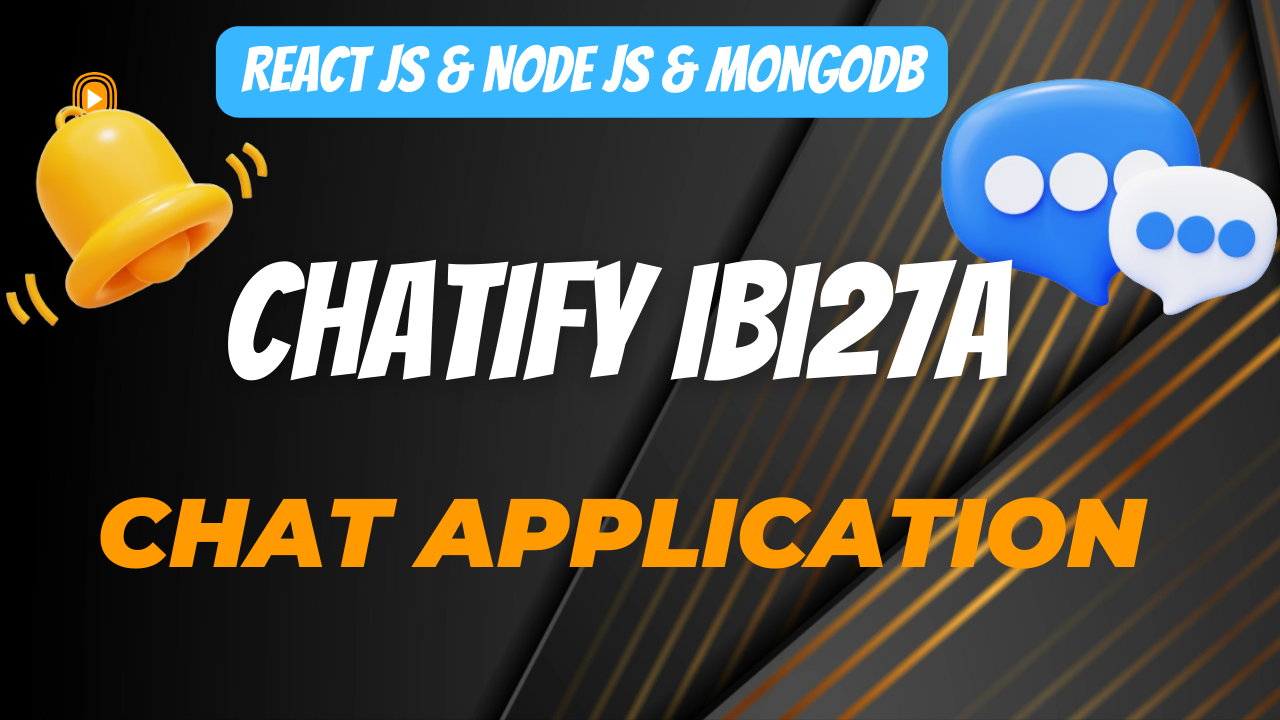 REACT JS & NODE JS & MONGODB
CHATIFY IBI27A
CHAT APPLICATION